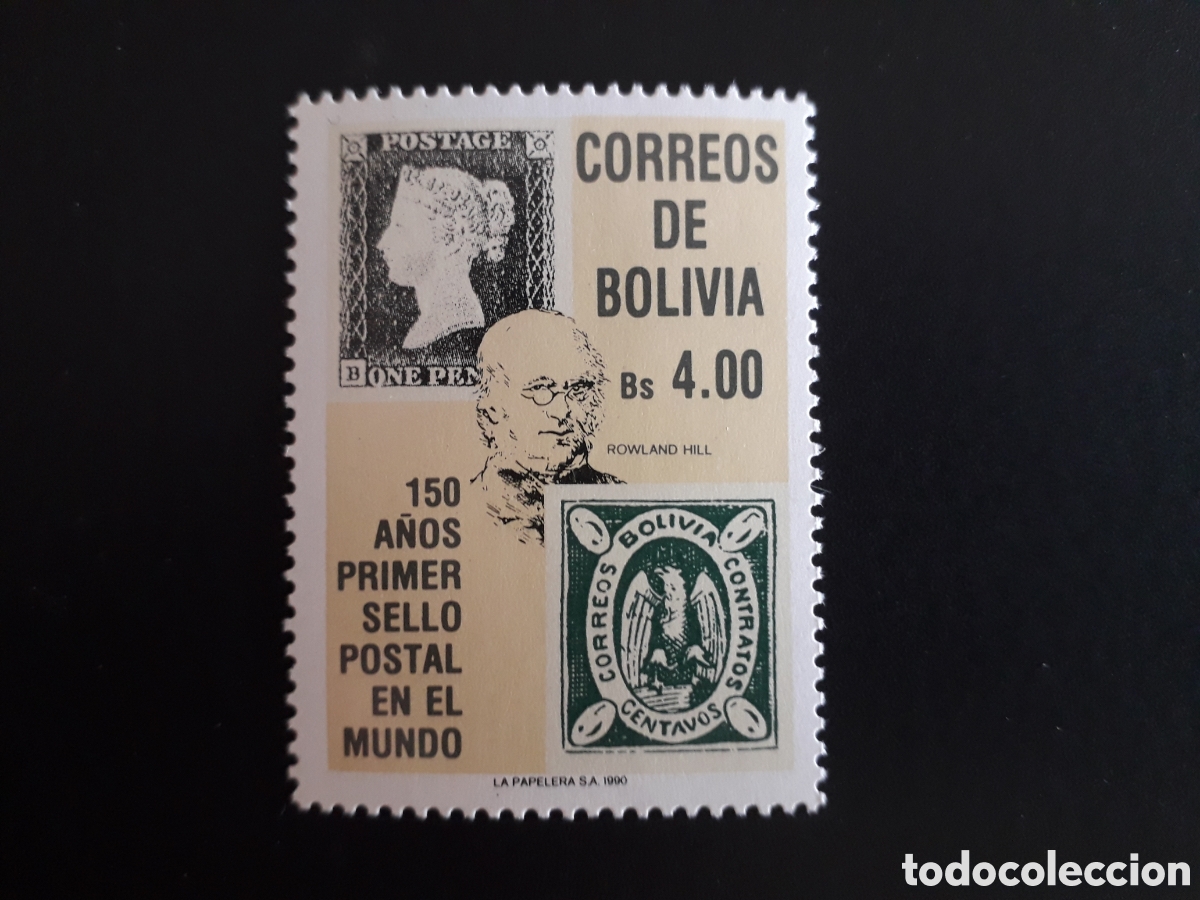 POSTAGE
B ONE PEN
CORREOS
DE
BOLIVIA
Bs 4.00
ROWLAND HILL
150
AÑOS
PRIMER
SELLO
POSTAL
EN EL
MUNDO
BOLIVIA
CORREOS
CONTRATOS
CENTAVOS
LA PAPELERA S.A. 1990
todocoleccion